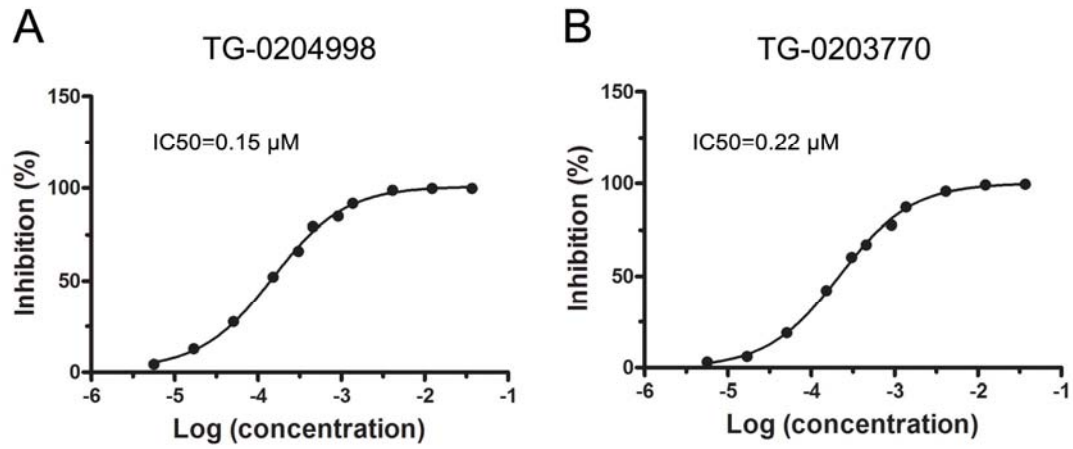 A
TG-0204998
150
100
50
0
Inhibition (%)
IC50=0.15 µM
-6 -5 -4 -3 -2 -1
Log (concentration)
B
TG-0203770
150
100
50
0
Inhibition (%)
IC50=0.22 µM
-6 -5 -4 -3 -2 -1
Log (concentration)